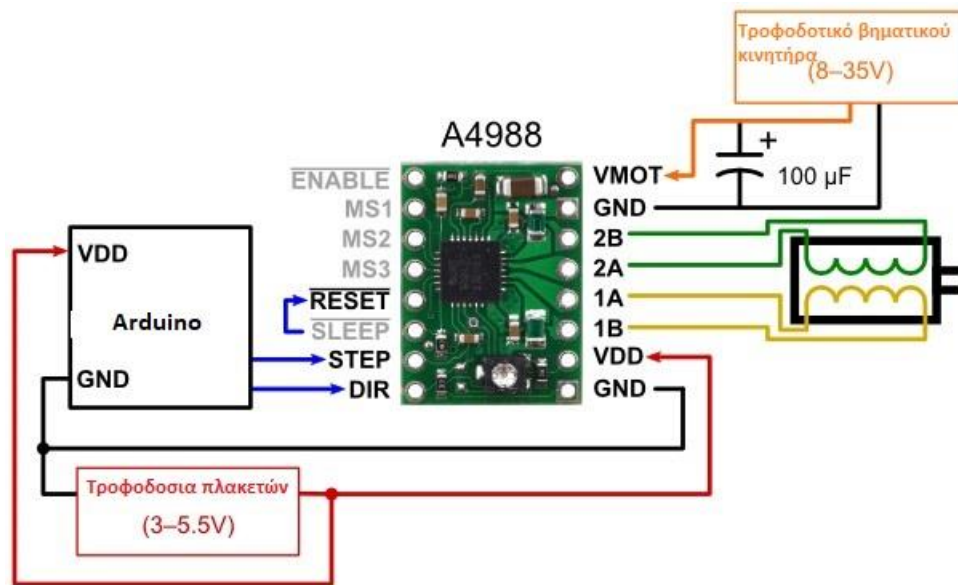 Τροφοδοτικό βηματικού
κινητήρα
(8–35V)
A4988
+
100 µF
ENABLE
MS1
MS2
MS3
RESET
SLEEP
STEP
DIR
VMOT
GND
2B
2A
1A
1B
VDD
GND
VDD
Arduino
GND
Τροφοδοσια πλακετών
(3–5.5V)